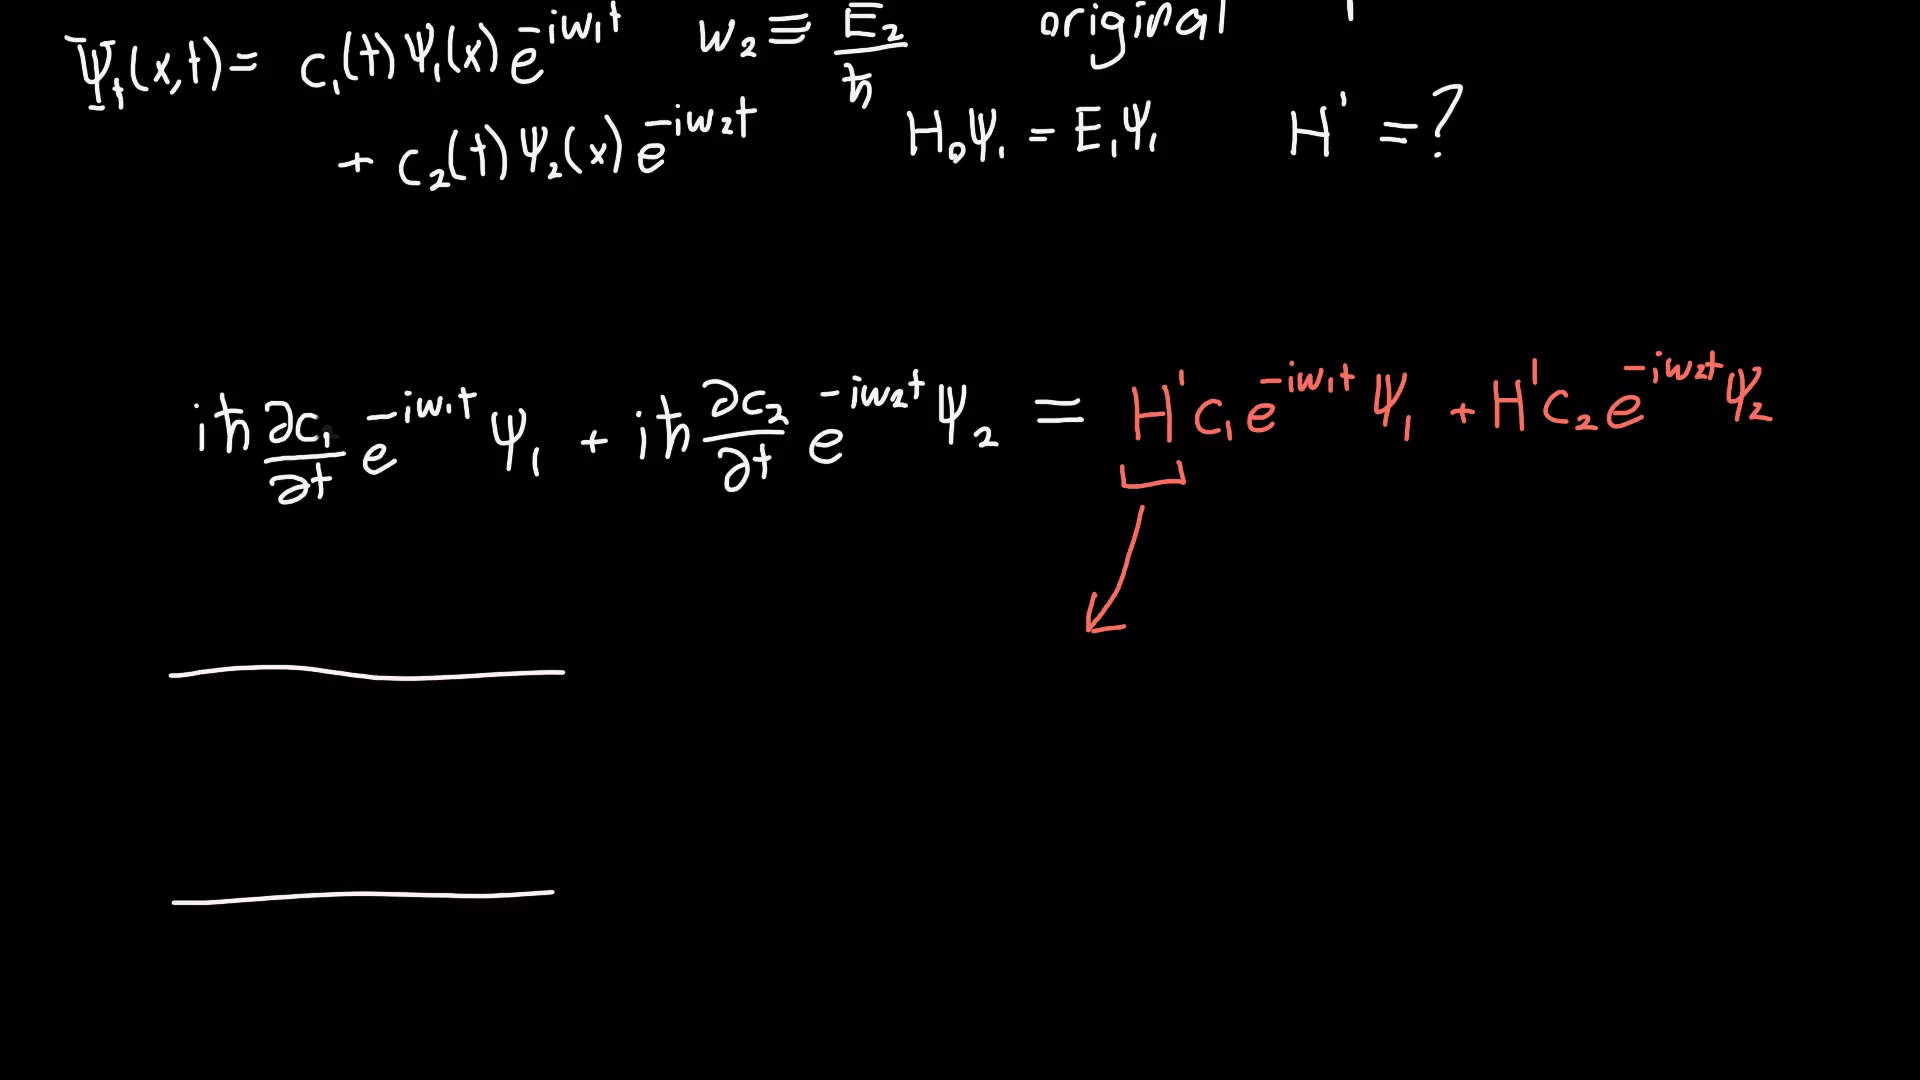 Ψ_t(x,t) = c₁(t) ψ₁(x) e^{-iw₁t} w₂ ≡ E₂/ħ original
+ c₂(t) ψ₂(x) e^{-iw₂t} H₀ψ₁ = E₁ψ₁ H' = ?
iħ ∂c₁/∂t e^{-iw₁t} ψ₁ + iħ ∂c₂/∂t e^{-iw₂t} ψ₂ = H'c₁e^{-iw₁t} ψ₁ + H'c₂e^{-iw₂t} ψ₂